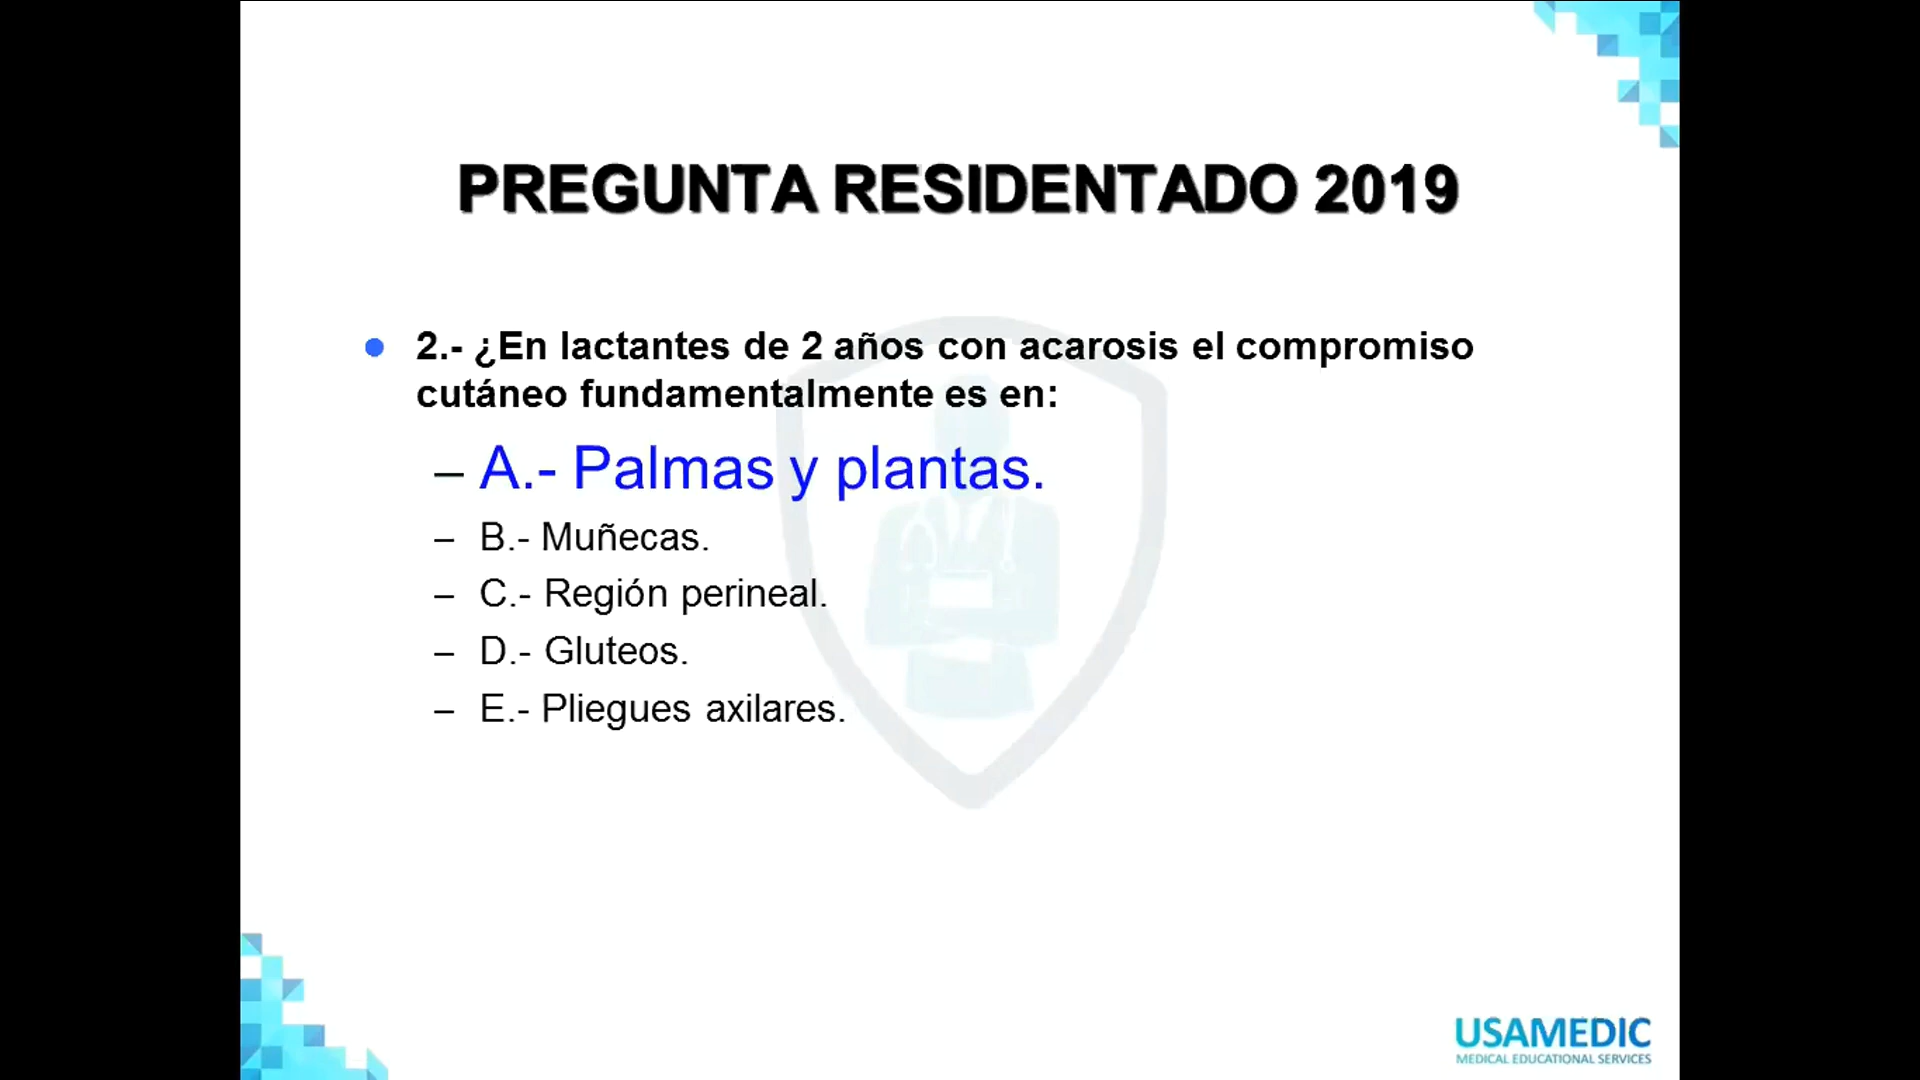 PREGUNTA RESIDENTADO 2019
2.- ¿En lactantes de 2 años con acarosis el compromiso
cutáneo fundamentalmente es en:
– A.- Palmas y plantas.
– B.- Muñecas.
– C.- Región perineal.
– D.- Gluteos.
– E.- Pliegues axilares.
USAMEDIC
MEDICAL EDUCATIONAL SERVICES